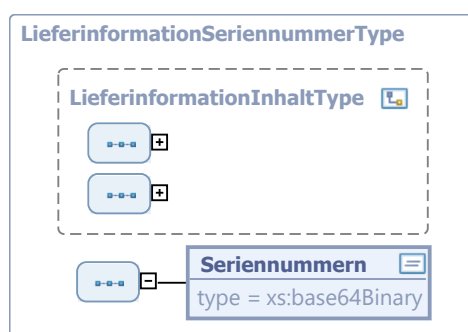 LieferinformationSeriennummerType
LieferinformationInhaltType
Seriennummern
type = xs:base64Binary